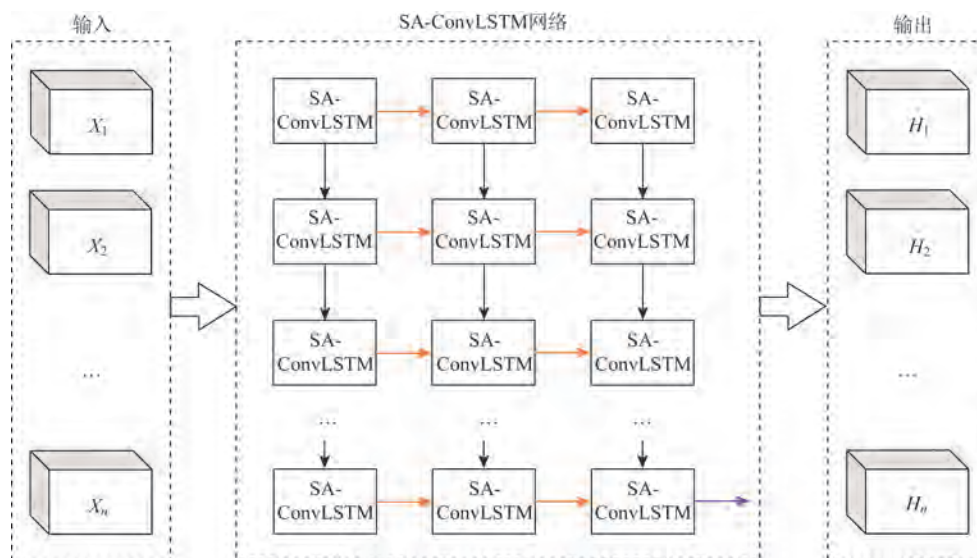 输入
SA-ConvLSTM网络
输出
X₁
SA-
ConvLSTM
SA-
ConvLSTM
SA-
ConvLSTM
H₁
X₂
SA-
ConvLSTM
SA-
ConvLSTM
SA-
ConvLSTM
H₂
SA-
ConvLSTM
SA-
ConvLSTM
SA-
ConvLSTM
…
…
…
…
…
Xₙ
SA-
ConvLSTM
SA-
ConvLSTM
SA-
ConvLSTM
Hₙ